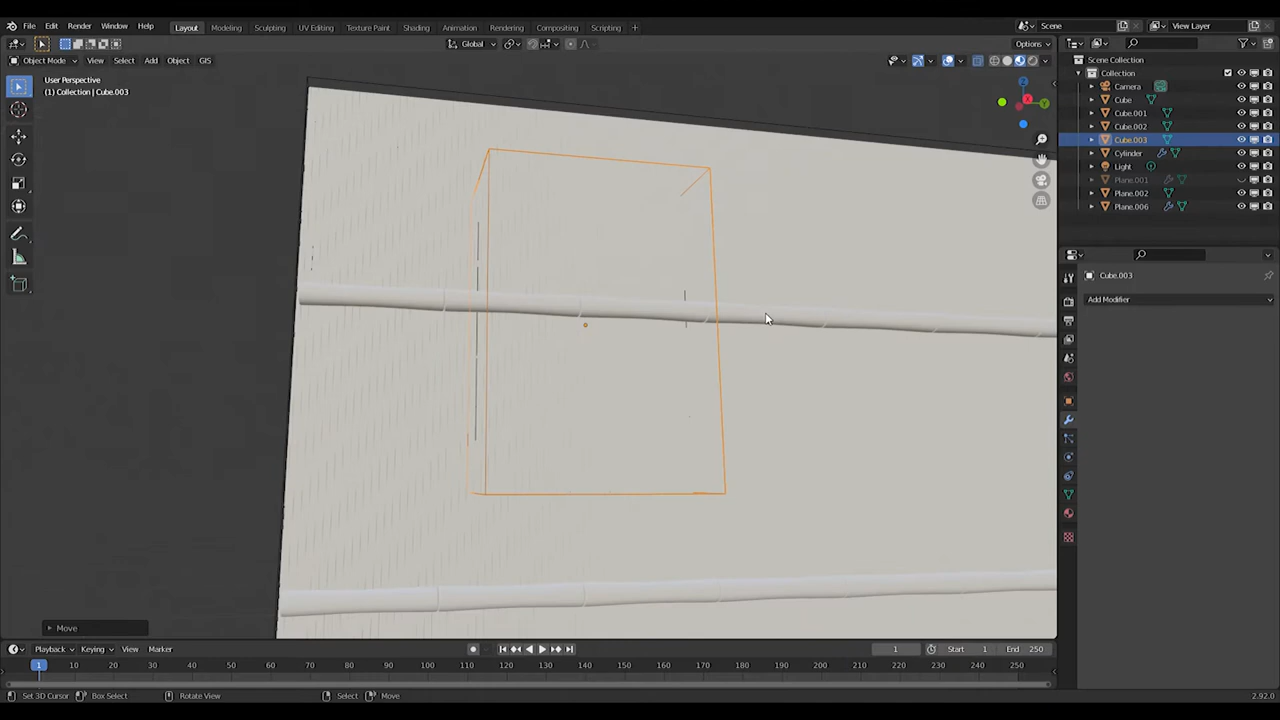 File Edit Render Window Help Layout Modeling Sculpting UV Editing Texture Paint Shading Animation Rendering Compositing Scripting + Scene View Layer
Global Options
Object Mode View Select Add Object GIS
User Perspective
(1) Collection | Cube.003
Scene Collection
Collection
Camera
Cube
Cube.001
Cube.002
Cube.003
Cylinder
Light
Plane.001
Plane.002
Plane.006
Cube.003
Add Modifier
X
Y
Z
Move
Playback Keying View Marker 1 Start 1 End 250
1 10 20 30 40 50 60 70 80 90 100 110 120 130 140 150 160 170 180 190 200 210 220 230 240 250
Set 3D Cursor Box Select Rotate View Select Move 2.92.0